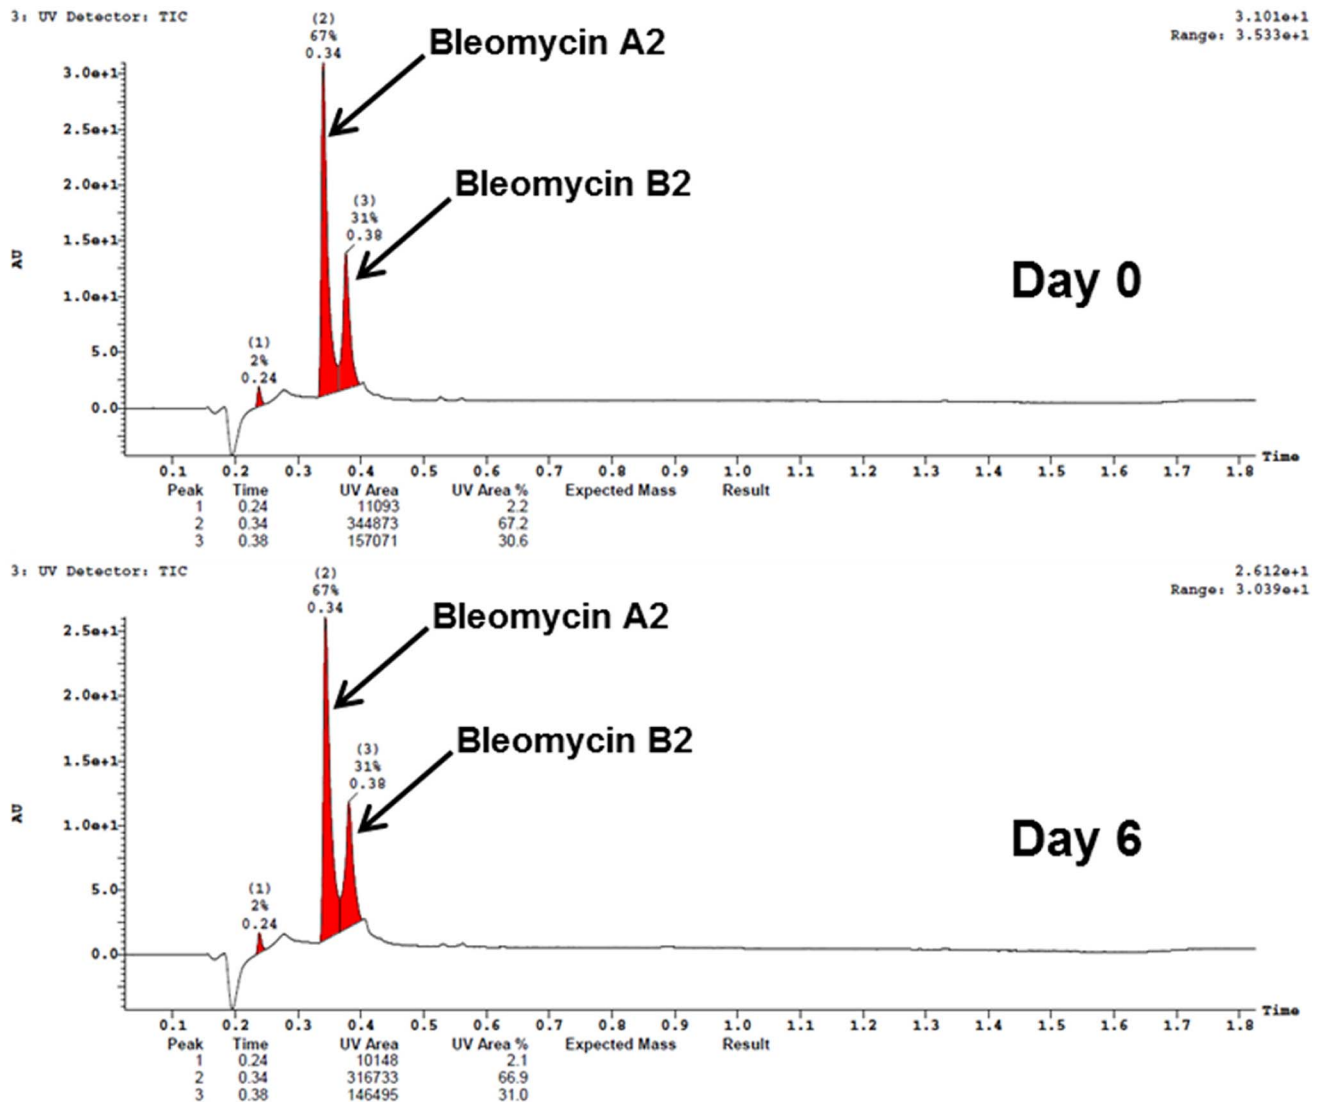 3: UV Detector: TIC
3.101e+1
Range: 3.533e+1
(2)
67%
0.34
Bleomycin A2
3.0e+1
2.5e+1
2.0e+1
Bleomycin B2
(3)
31%
0.38
1.5e+1
AU
Day 0
1.0e+1
(1)
2%
0.24
5.0
0.0
0.1 0.2 0.3 0.4 0.5 0.6 0.7 0.8 0.9 1.0 1.1 1.2 1.3 1.4 1.5 1.6 1.7 1.8 Time
Peak Time UV Area UV Area % Expected Mass Result
1 0.24 11093 2.2
2 0.34 344873 67.2
3 0.38 157071 30.6
3: UV Detector: TIC
2.612e+1
Range: 3.039e+1
(2)
67%
0.34
Bleomycin A2
2.5e+1
2.0e+1
Bleomycin B2
(3)
31%
0.38
1.5e+1
AU
1.0e+1
Day 6
(1)
2%
0.24
5.0
0.0
0.1 0.2 0.3 0.4 0.5 0.6 0.7 0.8 0.9 1.0 1.1 1.2 1.3 1.4 1.5 1.6 1.7 1.8 Time
Peak Time UV Area UV Area % Expected Mass Result
1 0.24 10148 2.1
2 0.34 316733 66.9
3 0.38 146495 31.0